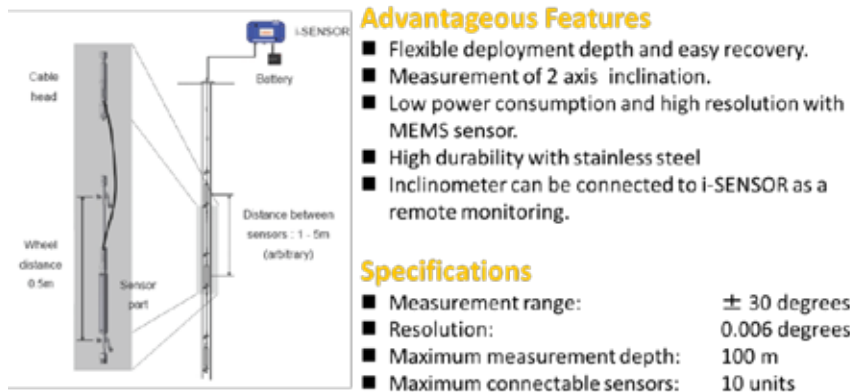 i-SENSOR
Battery
Cable
head
Distance between
sensors : 1 - 5m
(arbitrary)
Wheel
distance
0.5m
Sensor
part
Advantageous Features
■ Flexible deployment depth and easy recovery.
■ Measurement of 2 axis inclination.
■ Low power consumption and high resolution with
MEMS sensor.
■ High durability with stainless steel
■ Inclinometer can be connected to i-SENSOR as a
remote monitoring.
Specifications
■ Measurement range: ± 30 degrees
■ Resolution: 0.006 degrees
■ Maximum measurement depth: 100 m
■ Maximum connectable sensors: 10 units